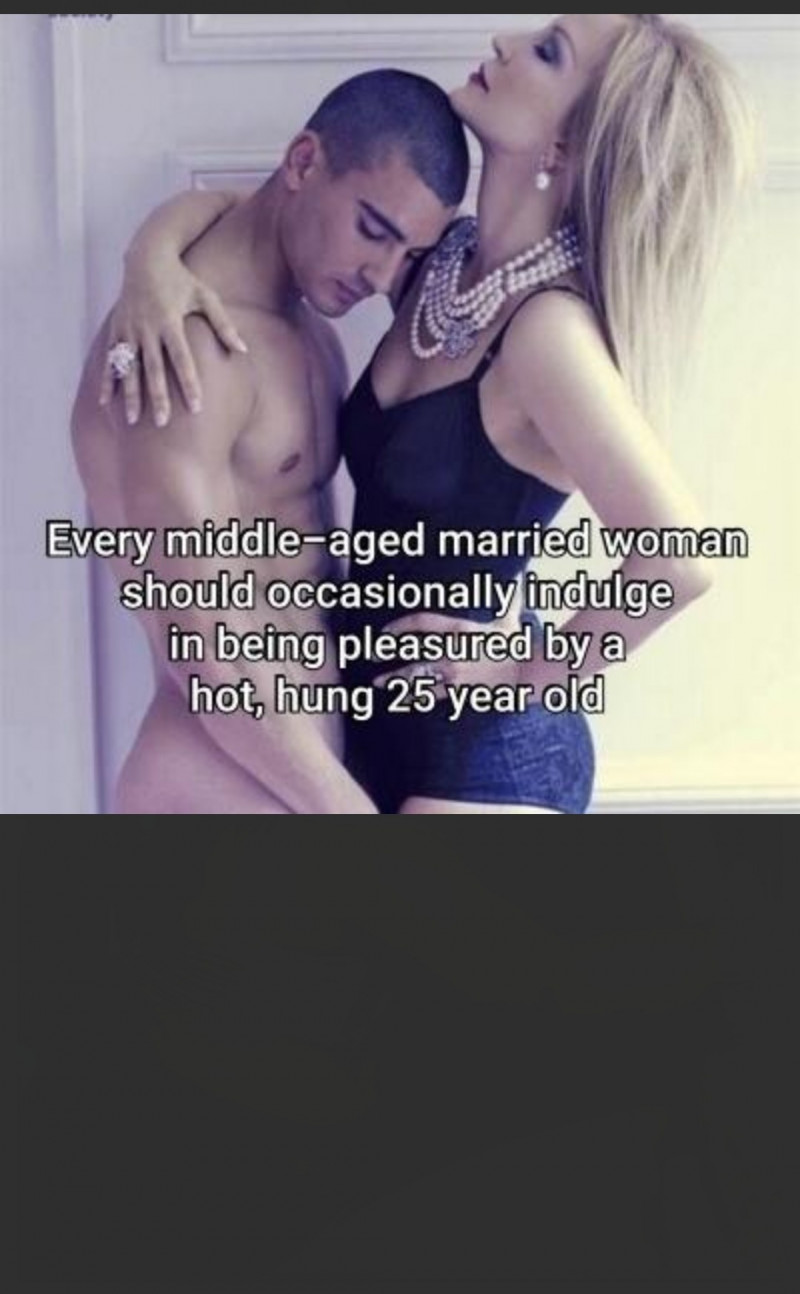 Every middle-aged married woman
should occasionally indulge
in being pleasured by a
hot, hung 25 year old